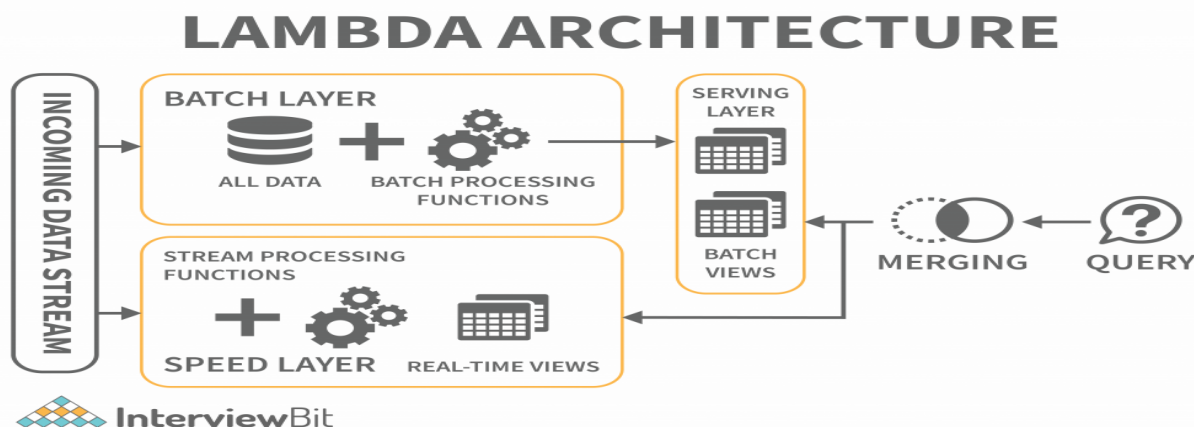 LAMBDA ARCHITECTURE
INCOMING DATA STREAM
BATCH LAYER
ALL DATA
BATCH PROCESSING
FUNCTIONS
STREAM PROCESSING
FUNCTIONS
SPEED LAYER
REAL-TIME VIEWS
SERVING
LAYER
BATCH
VIEWS
MERGING
?
QUERY
InterviewBit